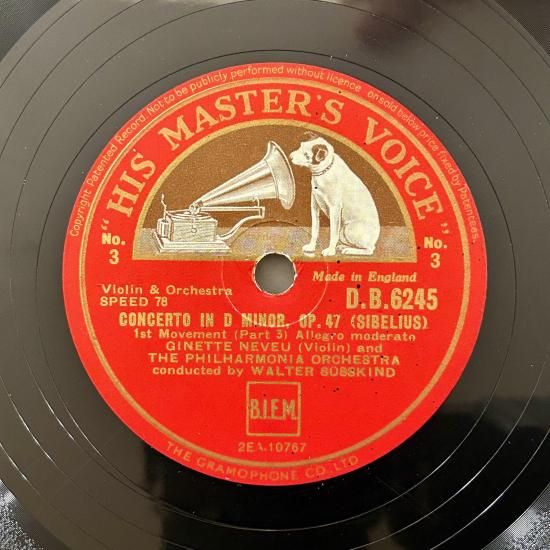 Copyright Patented Record. Not to be publicly performed without licence or sold below price fixed by Patentees.
"HIS MASTER'S VOICE"
No. 3
No. 3
Made in England
Violin & Orchestra
SPEED 78
D.B.6245
CONCERTO IN D MINOR, OP. 47 (SIBELIUS)
1st Movement (Part 3) Allegro moderato
GINETTE NEVEU (Violin) and
THE PHILHARMONIA ORCHESTRA
conducted by WALTER SUSSKIND
B.I.E.M.
2EA.10767
THE GRAMOPHONE CO. LTD